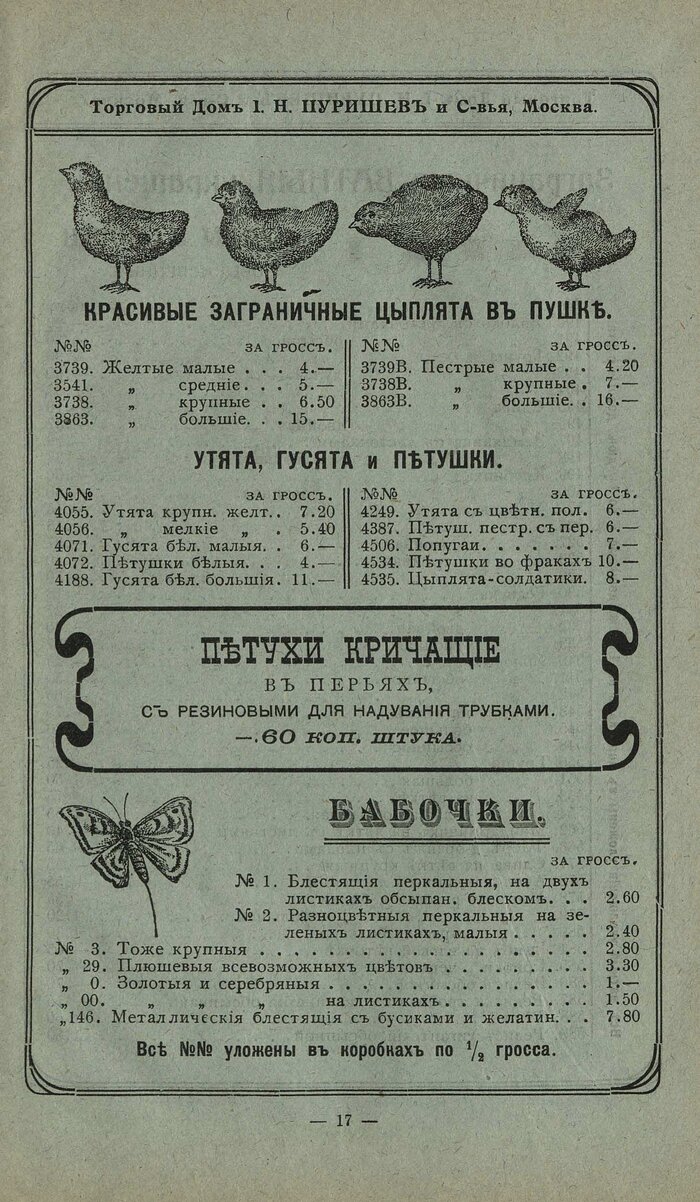 Торговый Домъ І. Н. ПУРИШЕВЪ и С-вья, Москва.
КРАСИВЫЕ ЗАГРАНИЧНЫЕ ЦЫПЛЯТА ВЪ ПУШКѢ.
№№ ЗА ГРОССЪ.
3739. Желтые малые . . . 4.—
3541. „ средніе . . . 5.—
3738. „ крупные . . 6.50
3863. „ большіе. . . 15.—
№№ ЗА ГРОССЪ.
3739В. Пестрые малые . . 4.20
3738В. „ крупные . 7.—
3863В. „ большіе. . 16.—
УТЯТА, ГУСЯТА и ПѢТУШКИ.
№№ ЗА ГРОССЪ.
4055. Утята крупн. желт. . 7.20
4056. „ мелкіе „ . 5.40
4071. Гусята бѣл. малыя. . 6.—
4072. Пѣтушки бѣлыя. . . 4.—
4188. Гусята бѣл. большія. 11.—
№№ ЗА ГРОССЪ.
4249. Утята съ цвѣтн. пол. 6.—
4387. Пѣтуш. пестр. съ пер. 6.—
4506. Попугаи. . . . . . . 7.—
4534. Пѣтушки во фракахъ 10.—
4535. Цыплята-солдатики. 8.—
ПѢТУХИ КРИЧАЩІЕ
ВЪ ПЕРЬЯХЪ,
СЪ РЕЗИНОВЫМИ ДЛЯ НАДУВАНІЯ ТРУБКАМИ.
—.60 КОП. ШТУКА.
БАБОЧКИ.
ЗА ГРОССЪ.
№ 1. Блестящія перкальныя, на двухъ
листикахъ обсыпан. блескомъ. . . 2.60
№ 2. Разноцвѣтныя перкальныя на зе-
леныхъ листикахъ, малыя . . . . . 2.40
№ 3. Тоже крупныя . . . . . . . . . . . . . . . . 2.80
„ 29. Плюшевыя всевозможныхъ цвѣтовъ . . . . . . . . 3.30
„ 0. Золотыя и серебряныя . . . . . . . . . . . . . 1.—
„ 00. „ „ „ на листикахъ . . . . . . . . 1.50
„ 146. Металлическія блестящія съ бусиками и желатин. . . 7.80
Всѣ №№ уложены въ коробкахъ по 1/2 гросса.
— 17 —